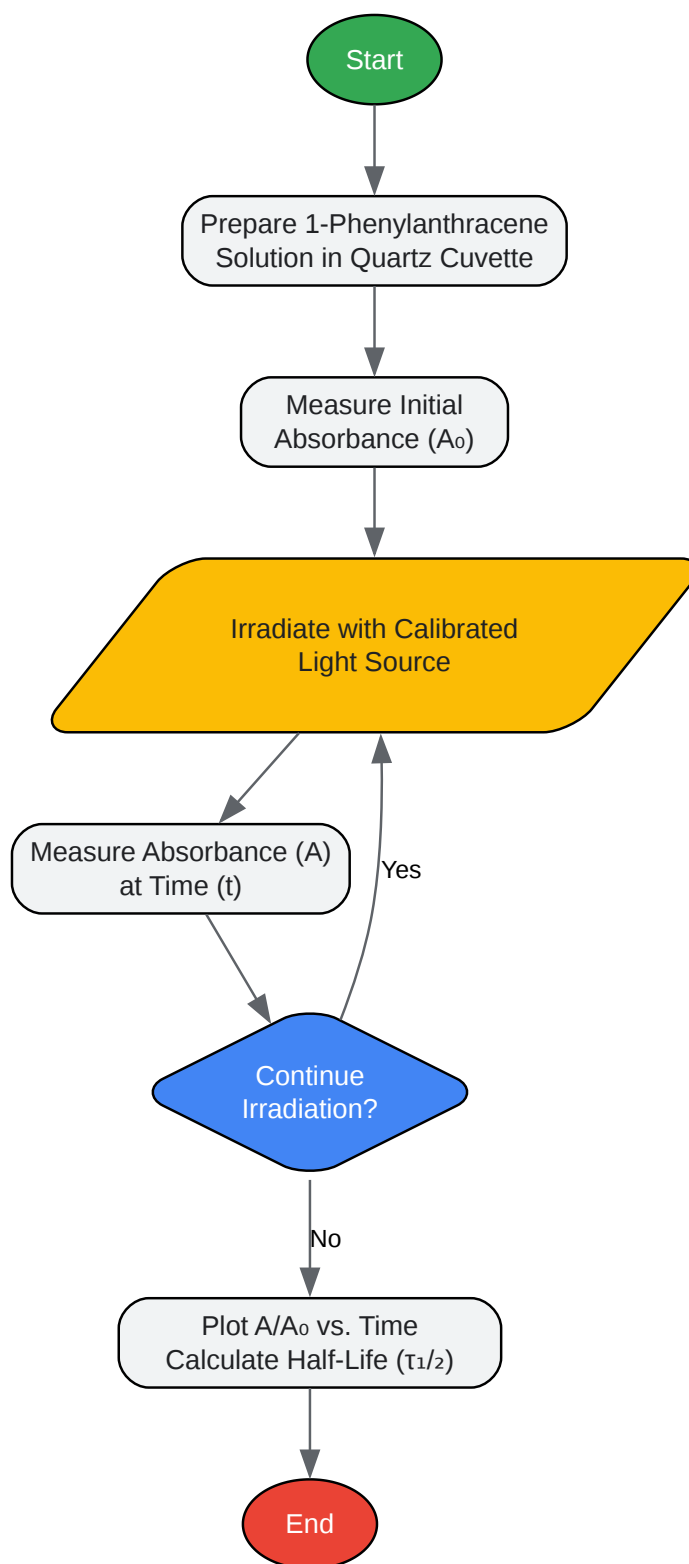 Start
Prepare 1-Phenylanthracene
Solution in Quartz Cuvette
Measure Initial
Absorbance (A₀)
Irradiate with Calibrated
Light Source
Measure Absorbance (A)
at Time (t)
Yes
Continue
Irradiation?
No
Plot A/A₀ vs. Time
Calculate Half-Life (τ₁/₂)
End